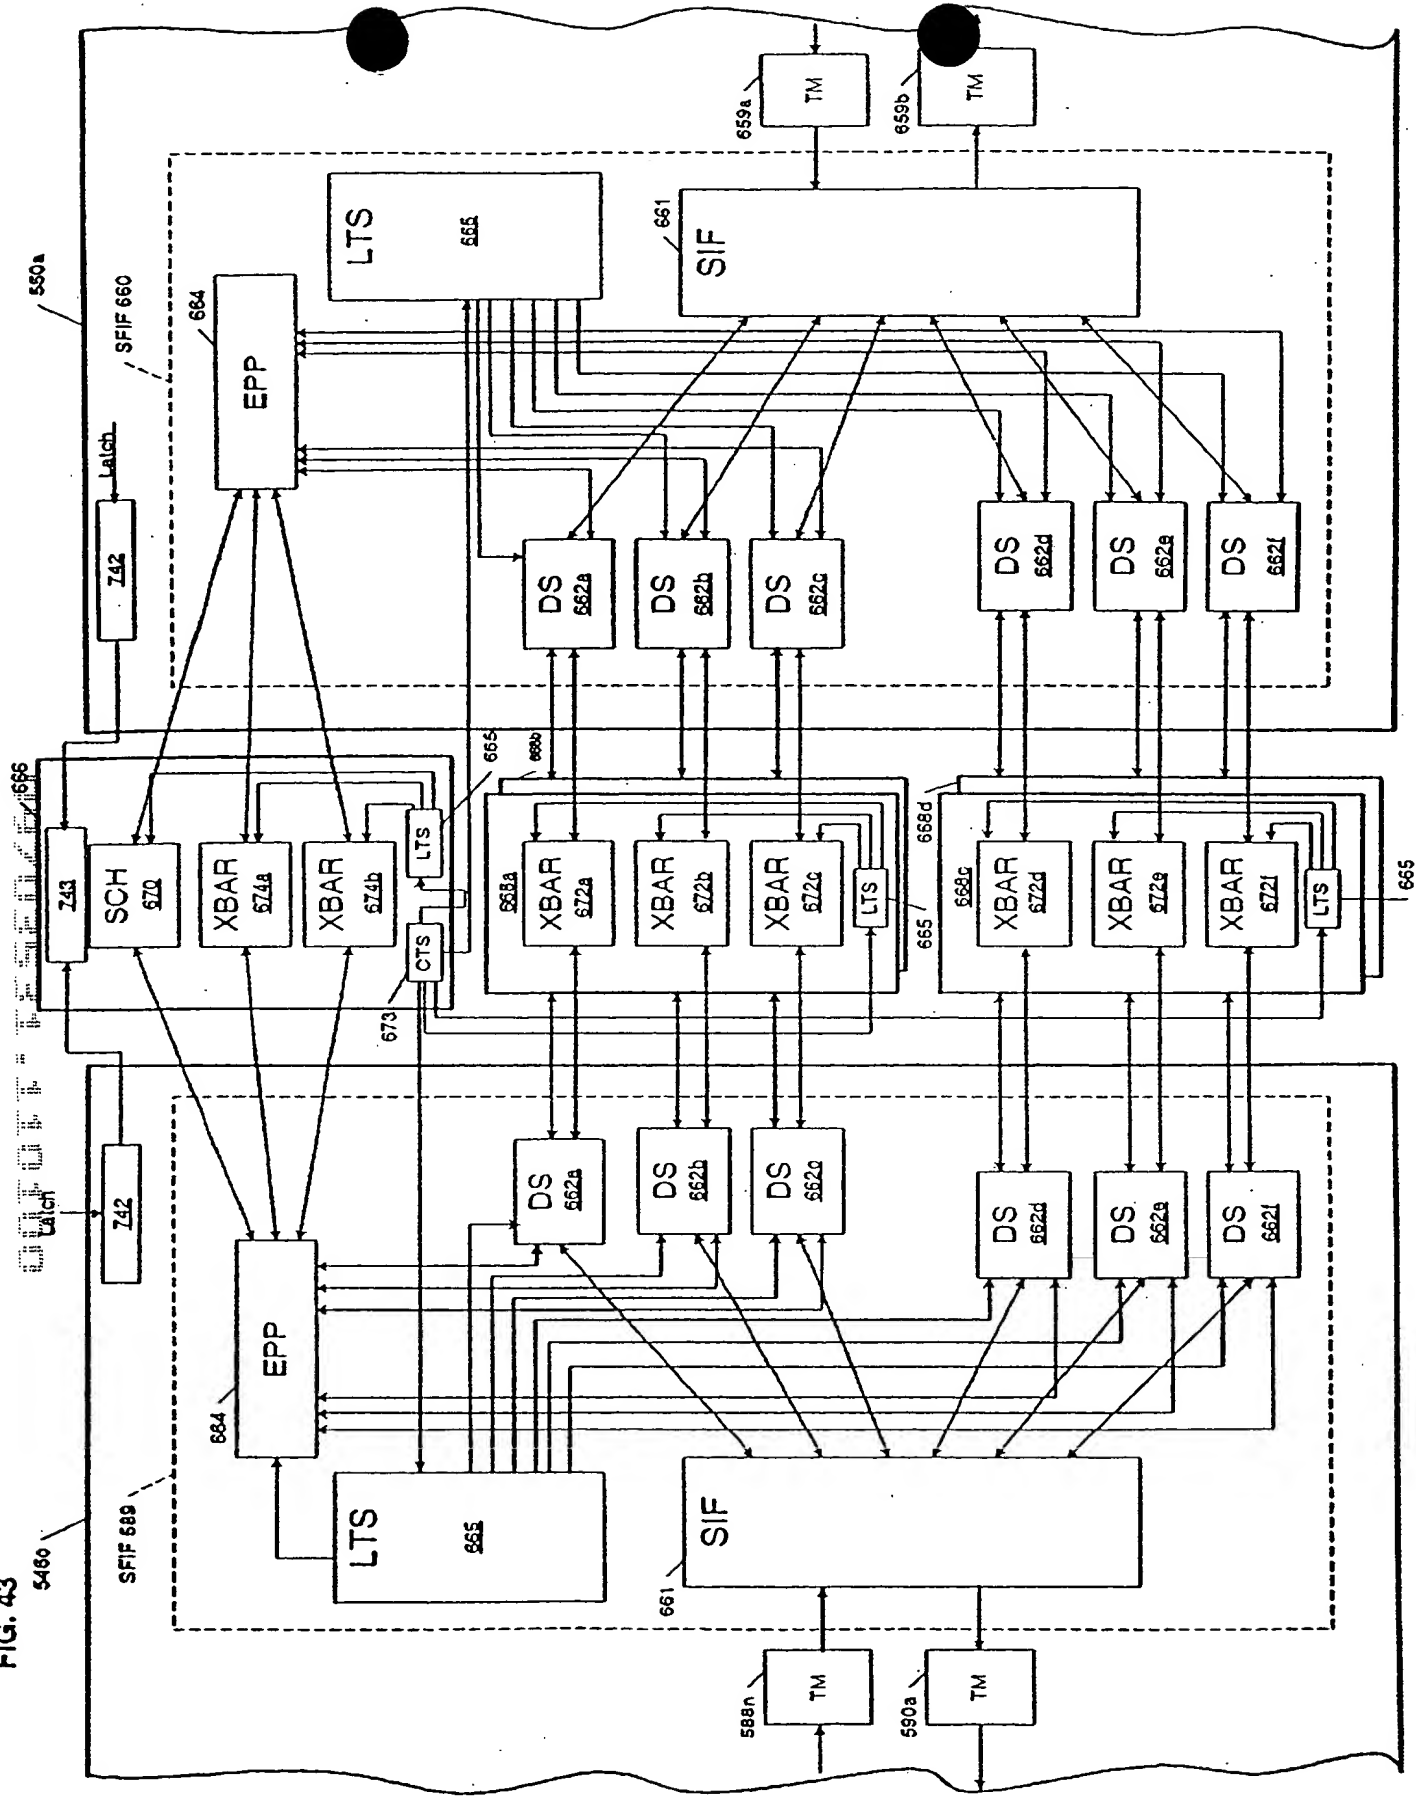 FIG. 43
546o
SFIF 589
Latch
742
664
EPP
LTS
665
SIF
661
588n
TM
590a
TM
DS
662a
DS
662b
DS
662c
DS
662d
DS
662e
DS
662f
666
743
SCH
670
XBAR
674a
XBAR
674b
CTS
673
LTS
665
668a
668b
XBAR
672a
XBAR
672b
XBAR
672c
LTS
665
668c
668d
XBAR
672d
XBAR
672e
XBAR
672f
LTS
665
550a
SFIF 660
Latch
742
664
EPP
LTS
665
SIF
661
659a
TM
659b
TM
DS
662a
DS
662b
DS
662c
DS
662d
DS
662e
DS
662f